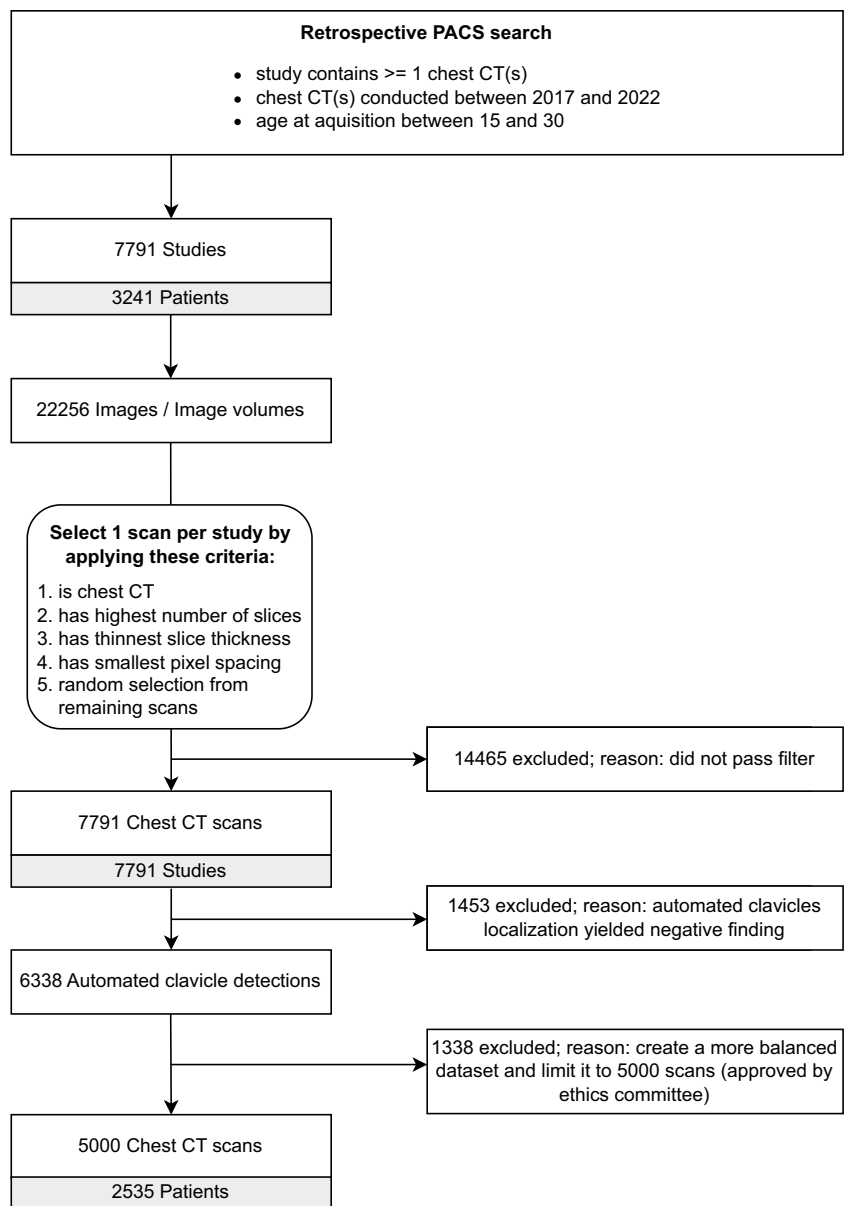 Retrospective PACS search
• study contains >= 1 chest CT(s)
• chest CT(s) conducted between 2017 and 2022
• age at aquisition between 15 and 30
7791 Studies
3241 Patients
22256 Images / Image volumes
Select 1 scan per study by
applying these criteria:
1. is chest CT
2. has highest number of slices
3. has thinnest slice thickness
4. has smallest pixel spacing
5. random selection from
remaining scans
14465 excluded; reason: did not pass filter
7791 Chest CT scans
7791 Studies
1453 excluded; reason: automated clavicles
localization yielded negative finding
6338 Automated clavicle detections
1338 excluded; reason: create a more balanced
dataset and limit it to 5000 scans (approved by
ethics committee)
5000 Chest CT scans
2535 Patients